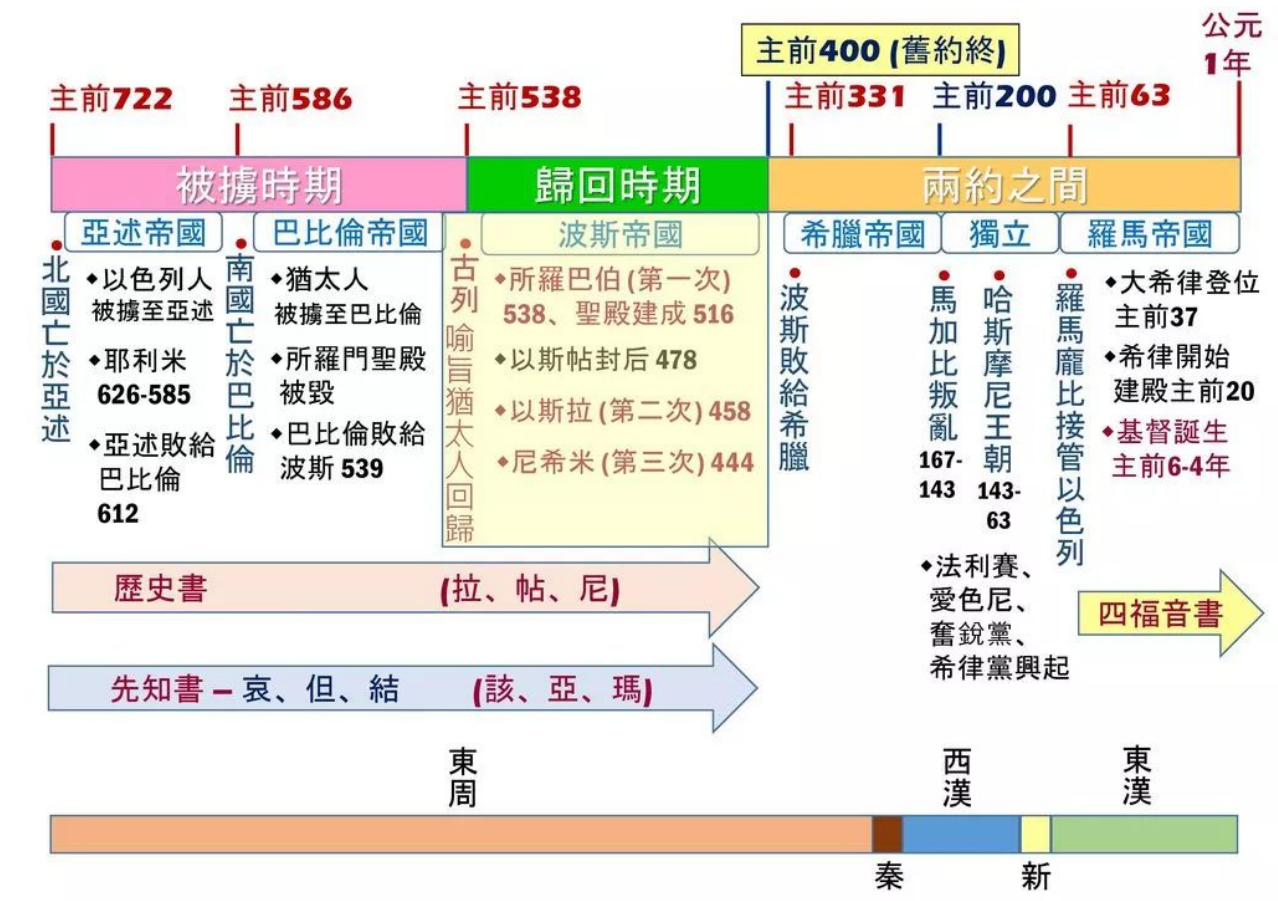 公元
1年
主前400 (舊約終)
主前722
主前586
主前538
主前331
主前200
主前63
被擄時期
歸回時期
兩約之間
亞述帝國
巴比倫帝國
波斯帝國
希臘帝國
獨立
羅馬帝國
北國亡於亞述
◆以色列人
被擄至亞述
◆耶利米
626-585
◆亞述敗給
巴比倫
612
南國亡於巴比倫
◆猶太人
被擄至巴比倫
◆所羅門聖殿
被毀
◆巴比倫敗給
波斯 539
古列 喻旨猶太人回歸
◆所羅巴伯 (第一次)
538、聖殿建成 516
◆以斯帖封后 478
◆以斯拉 (第二次) 458
◆尼希米 (第三次) 444
波斯敗給希臘
馬加比叛亂
167-
143
哈斯摩尼王朝
143-
63
◆法利賽、
愛色尼、
奮銳黨、
希律黨興起
羅馬龐比接管以色列
◆大希律登位
主前37
◆希律開始
建殿主前20
◆基督誕生
主前6-4年
歷史書 (拉、帖、尼)
四福音書
先知書 – 哀、但、結 (該、亞、瑪)
東周
西漢
東漢
秦
新